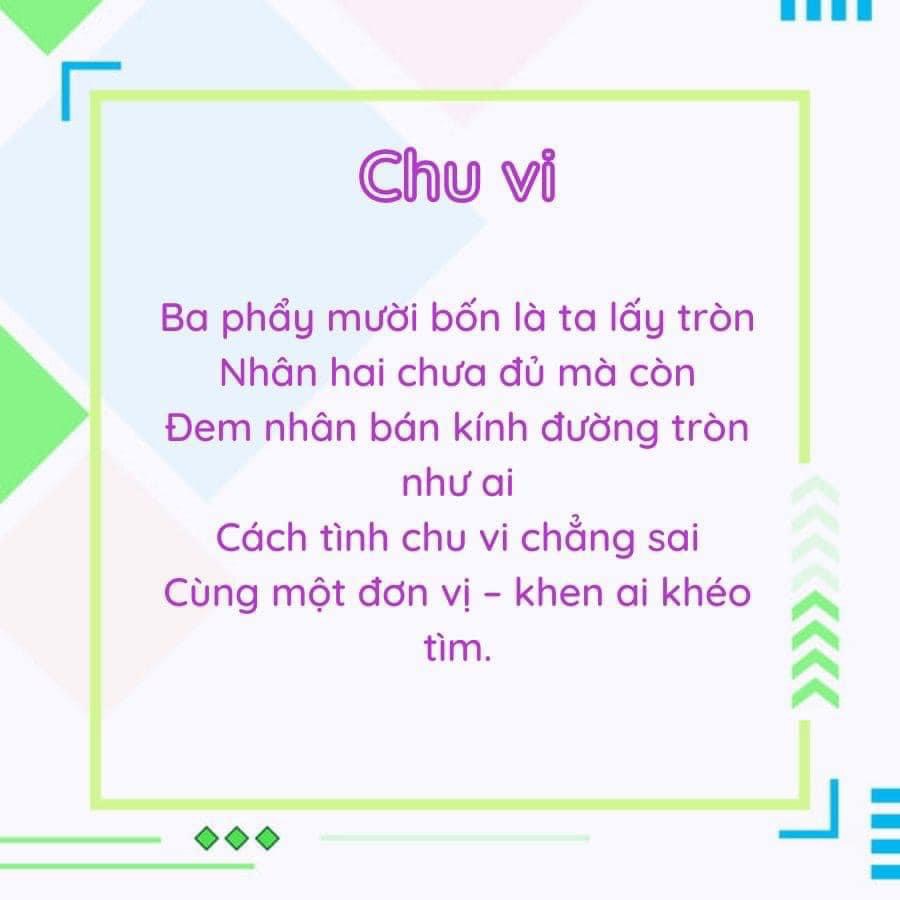 Chu vi
Ba phẩy mười bốn là ta lấy tròn
Nhân hai chưa đủ mà còn
Đem nhân bán kính đường tròn
như ai
Cách tình chu vi chẳng sai
Cùng một đơn vị – khen ai khéo
tìm.